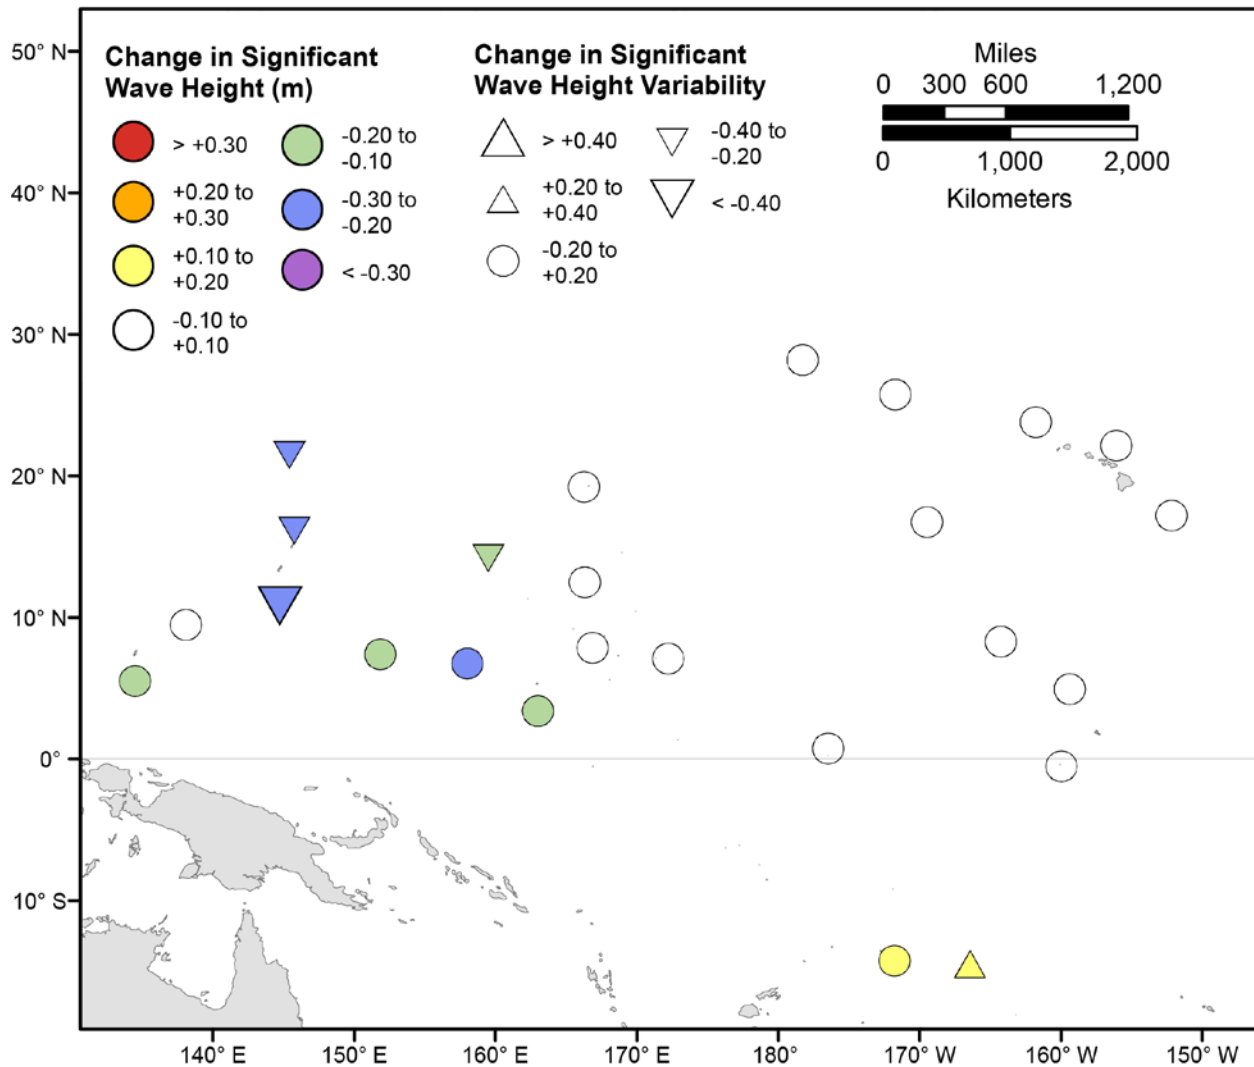 Change in Significant
Wave Height (m)
> +0.30
+0.20 to
+0.30
+0.10 to
+0.20
-0.10 to
+0.10
-0.20 to
-0.10
-0.30 to
-0.20
< -0.30
Change in Significant
Wave Height Variability
> +0.40
+0.20 to
+0.40
-0.20 to
+0.20
-0.40 to
-0.20
< -0.40
Miles
0 300 600 1,200
0 1,000 2,000
Kilometers
50° N
40° N
30° N
20° N
10° N
0°
10° S
140° E 150° E 160° E 170° E 180° 170° W 160° W 150° W